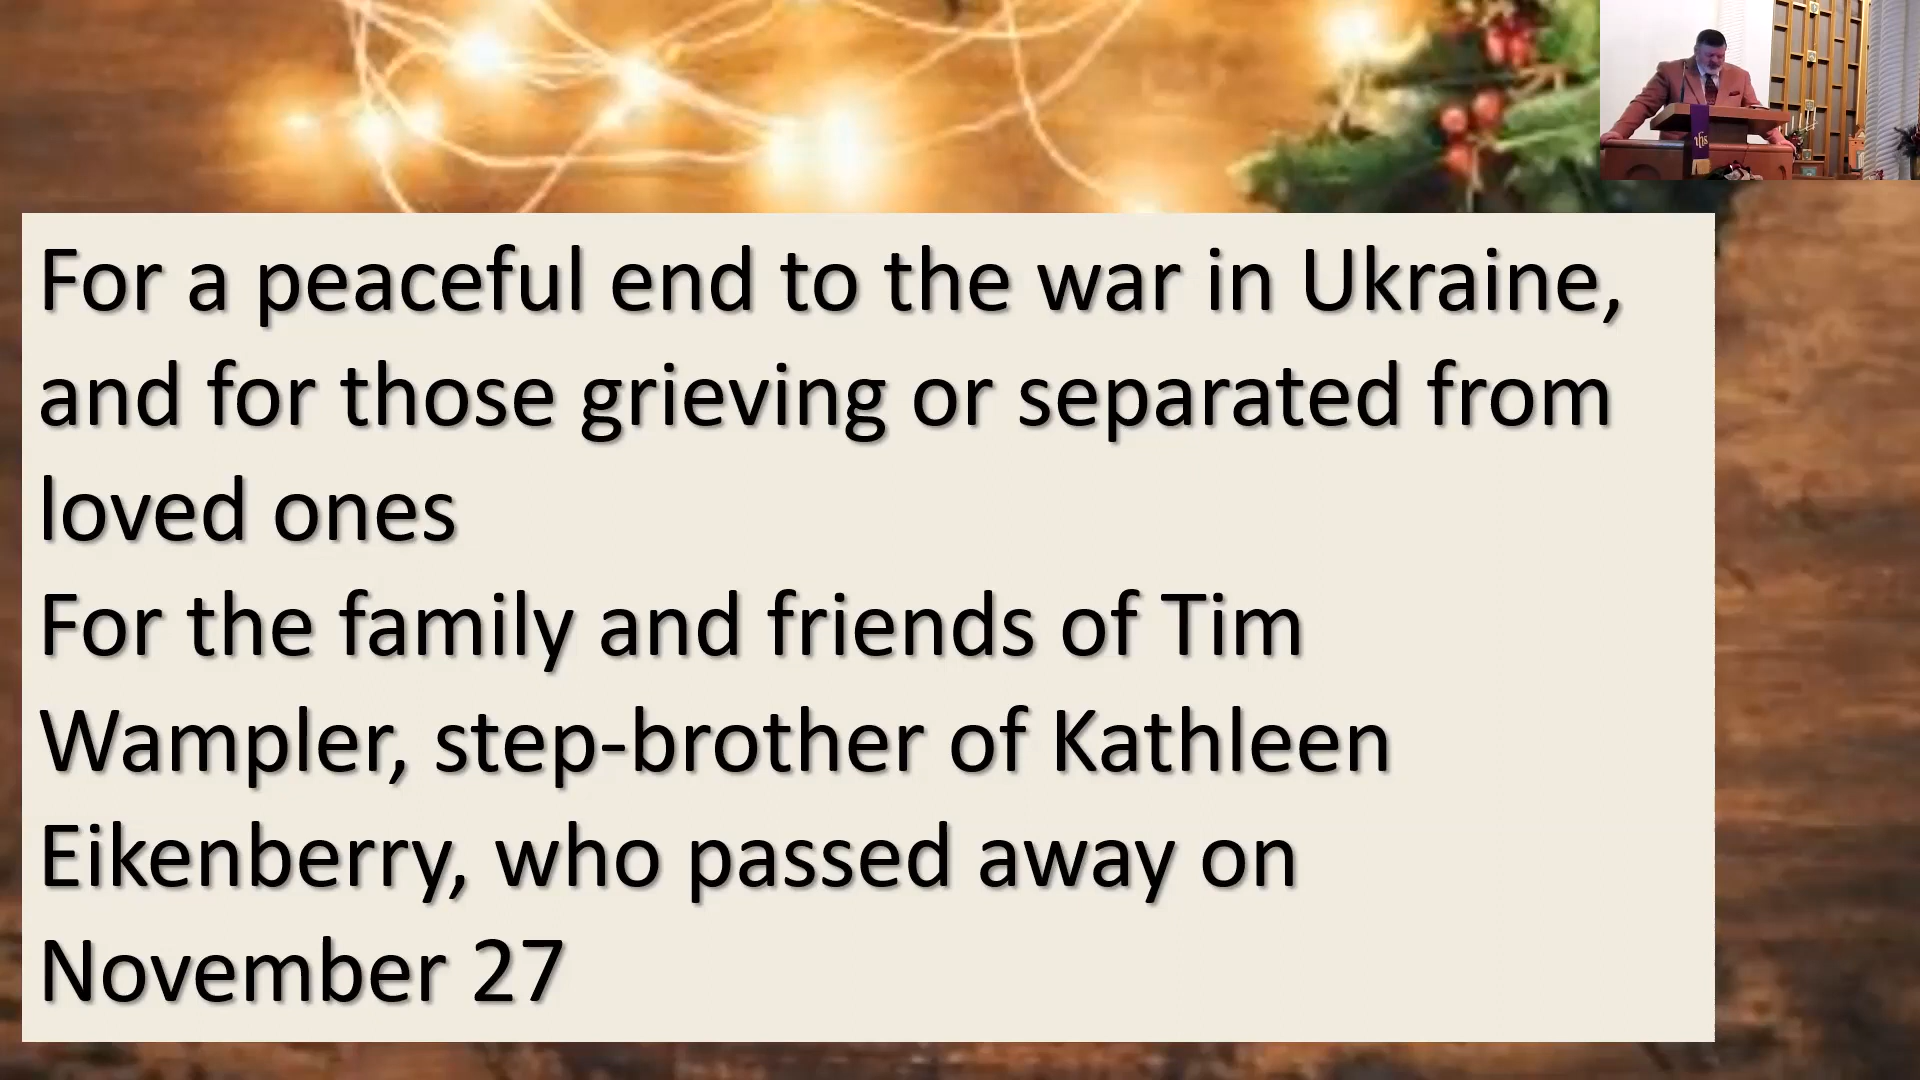 For a peaceful end to the war in Ukraine,
and for those grieving or separated from
loved ones
For the family and friends of Tim
Wampler, step-brother of Kathleen
Eikenberry, who passed away on
November 27
ihs